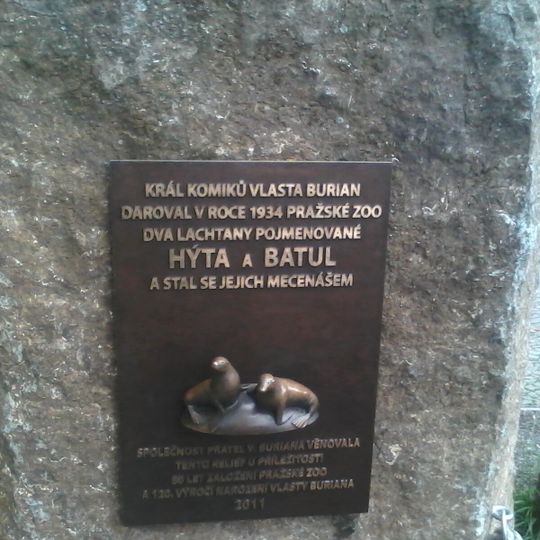 KRÁL KOMIKŮ VLASTA BURIAN
DAROVAL V ROCE 1934 PRAŽSKÉ ZOO
DVA LACHTANY POJMENOVANÉ
HÝTA A BATUL
A STAL SE JEJICH MECENÁŠEM
SPOLEČNOST PŘÁTEL V. BURIANA VĚNOVALA
TENTO RELIEF U PŘÍLEŽITOSTI
80 LET ZALOŽENÍ PRAŽSKÉ ZOO
A 120. VÝROČÍ NAROZENÍ VLASTY BURIANA
2011